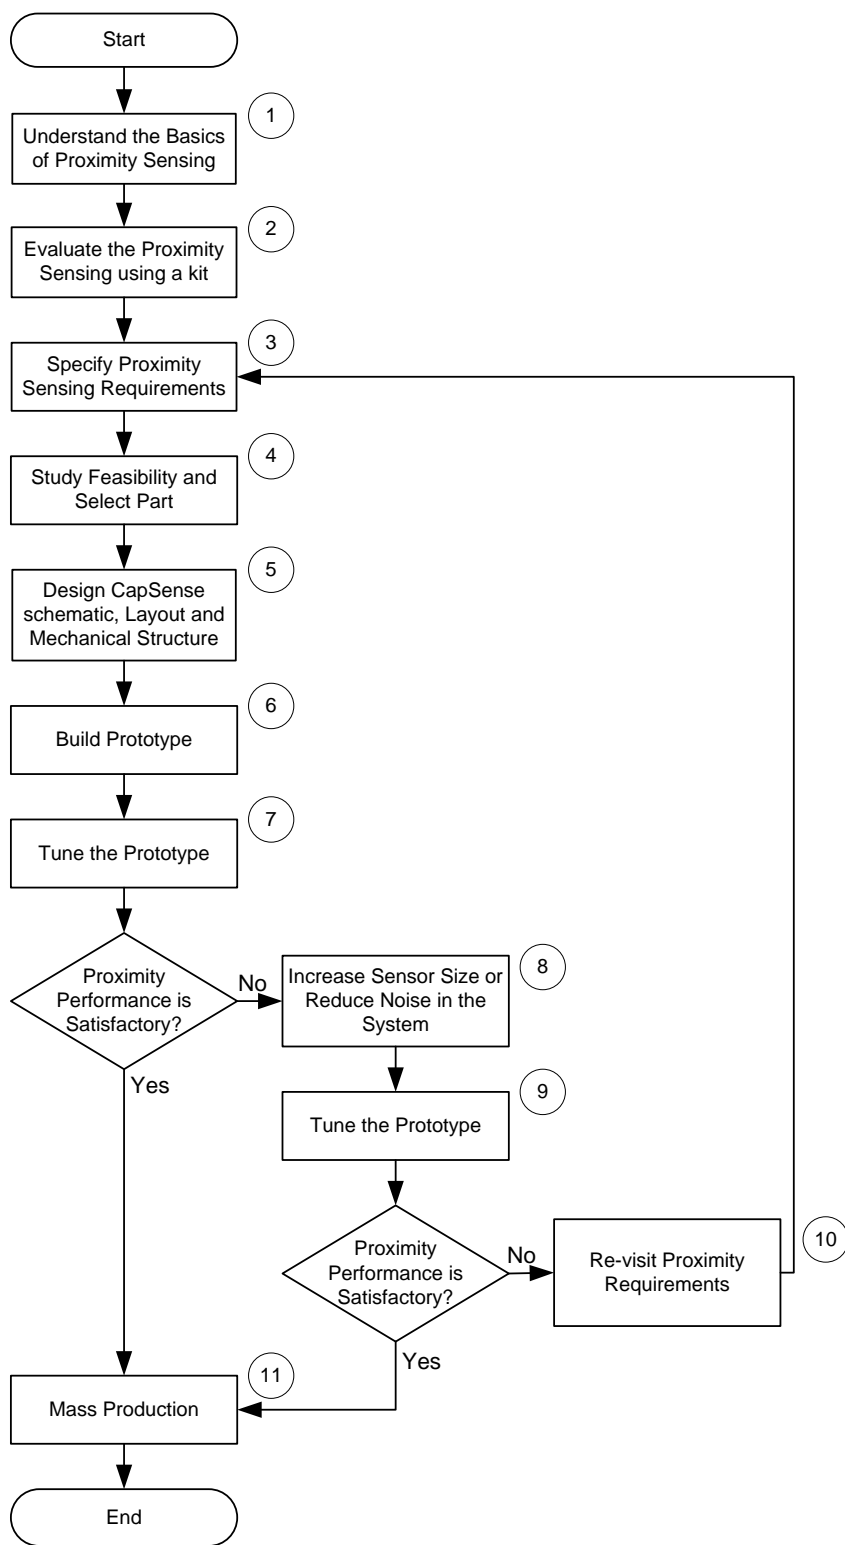 Start
1
Understand the Basics
of Proximity Sensing
2
Evaluate the Proximity
Sensing using a kit
3
Specify Proximity
Sensing Requirements
4
Study Feasibility and
Select Part
5
Design CapSense
schematic, Layout and
Mechanical Structure
6
Build Prototype
7
Tune the Prototype
Proximity
Performance is
Satisfactory?
No
Yes
8
Increase Sensor Size or
Reduce Noise in the
System
9
Tune the Prototype
Proximity
Performance is
Satisfactory?
No
Yes
10
Re-visit Proximity
Requirements
11
Mass Production
End